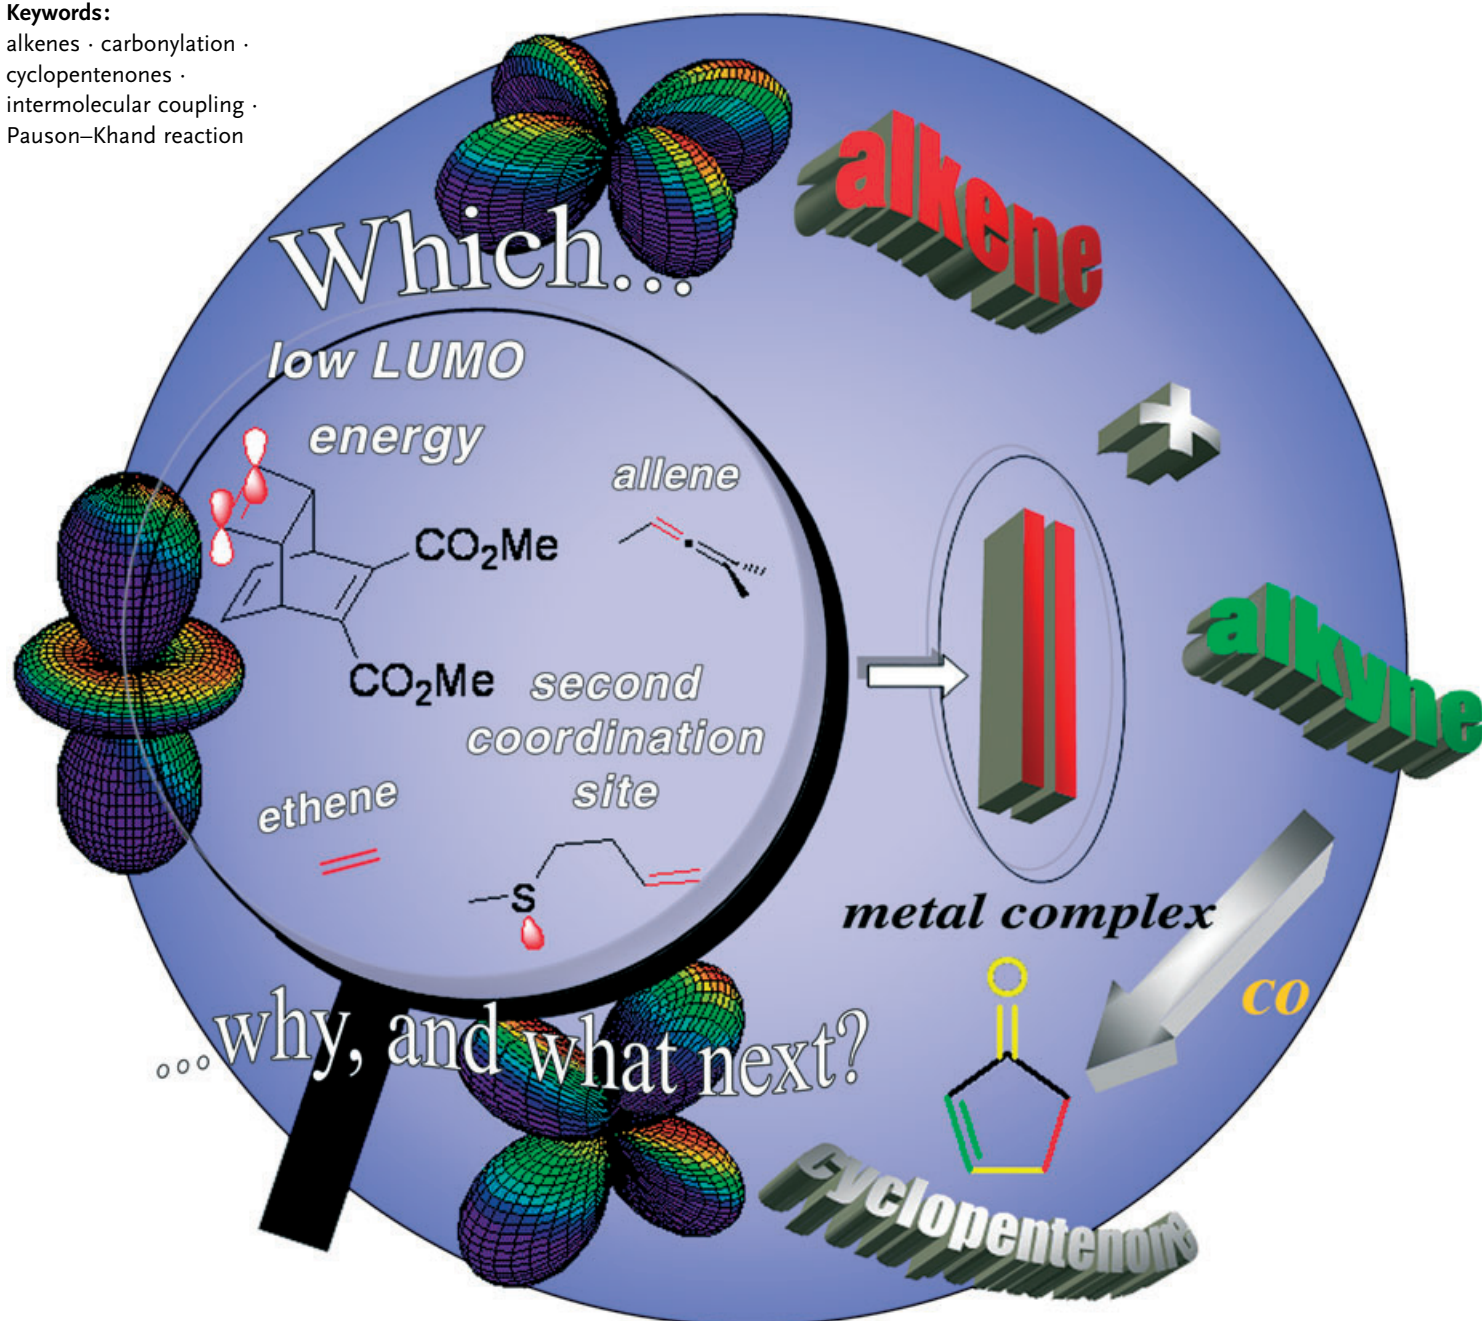 Keywords:
alkenes · carbonylation ·
cyclopentenones ·
intermolecular coupling ·
Pauson–Khand reaction
Which...
alkene
+
alkyne
low LUMO
energy
allene
CO₂Me
CO₂Me
second
coordination
site
ethene
S
metal complex
CO
O
...why, and what next?
cyclopentenone